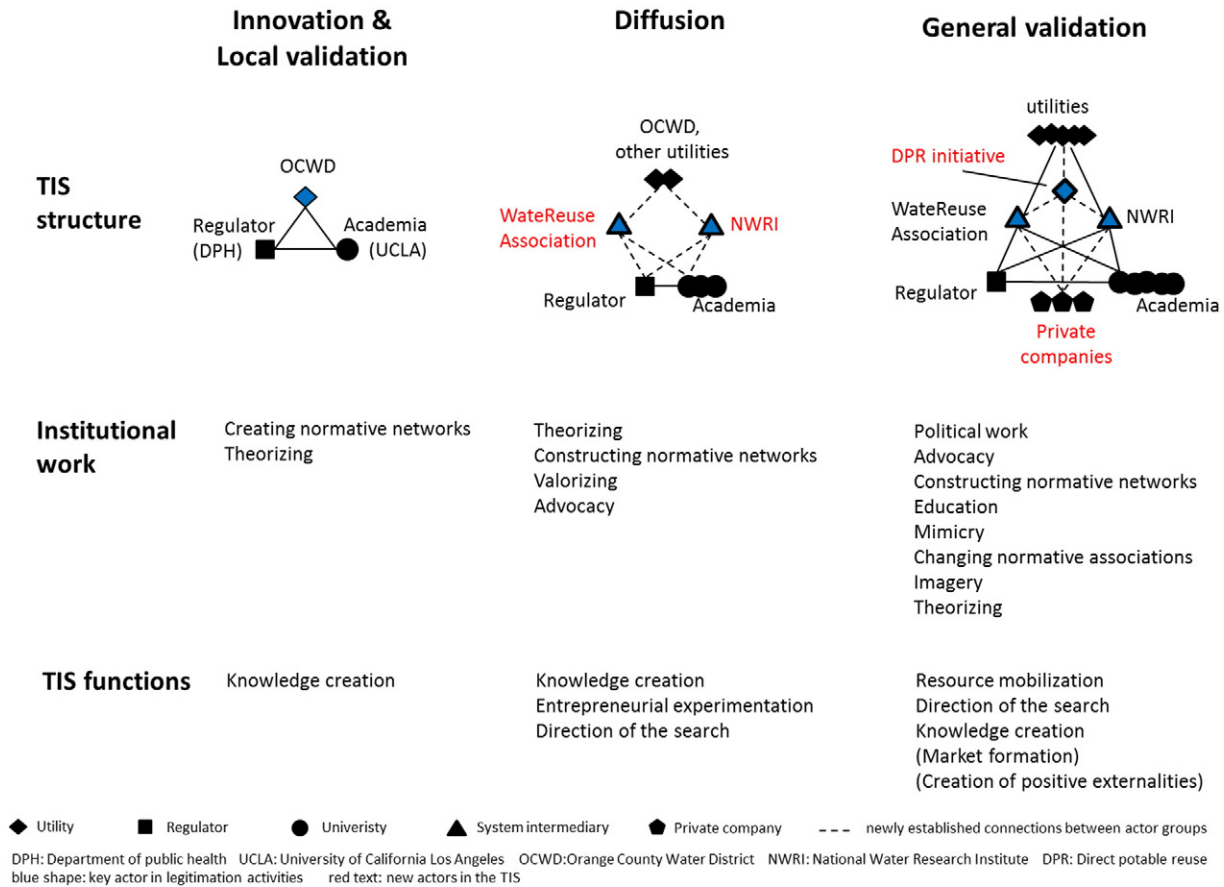 Innovation &
Local validation
Diffusion
General validation
TIS
structure
OCWD
Regulator
(DPH)
Academia
(UCLA)
OCWD,
other utilities
WateReuse
Association
NWRI
Regulator
Academia
utilities
DPR initiative
WateReuse
Association
NWRI
Regulator
Academia
Private
companies
Institutional
work
Creating normative networks
Theorizing
Theorizing
Constructing normative networks
Valorizing
Advocacy
Political work
Advocacy
Constructing normative networks
Education
Mimicry
Changing normative associations
Imagery
Theorizing
TIS functions
Knowledge creation
Knowledge creation
Entrepreneurial experimentation
Direction of the search
Resource mobilization
Direction of the search
Knowledge creation
(Market formation)
(Creation of positive externalities)
Utility Regulator Univeristy System intermediary Private company newly established connections between actor groups
DPH: Department of public health UCLA: University of California Los Angeles OCWD:Orange County Water District NWRI: National Water Research Institute DPR: Direct potable reuse
blue shape: key actor in legitimation activities red text: new actors in the TIS